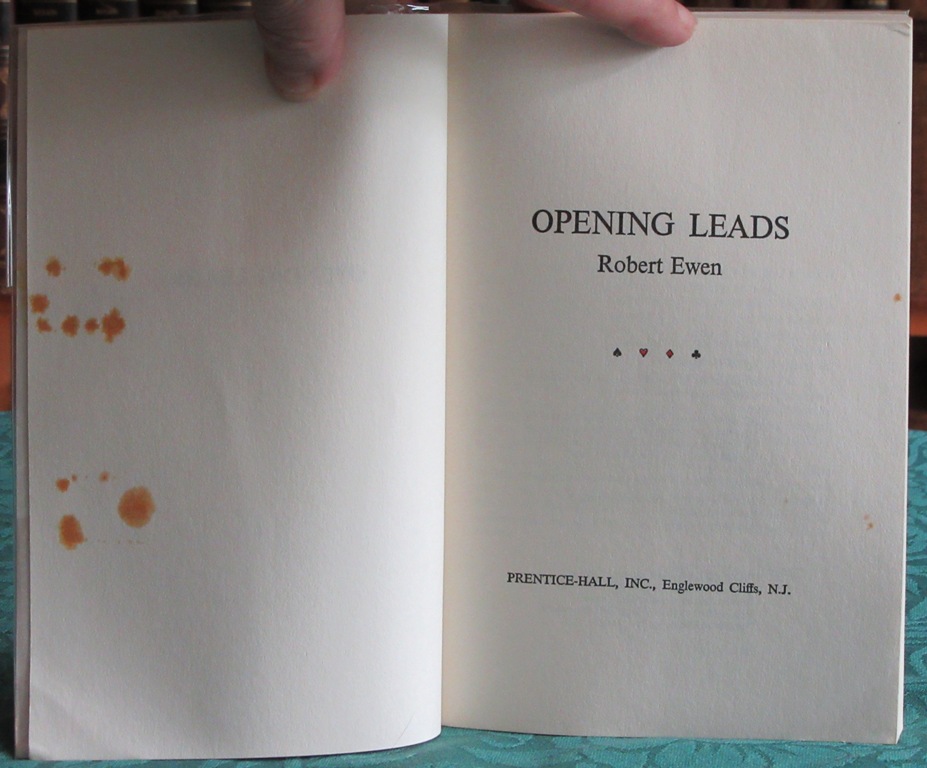 OPENING LEADS
Robert Ewen
♠ ♥ ♦ ♣
PRENTICE-HALL, INC., Englewood Cliffs, N.J.